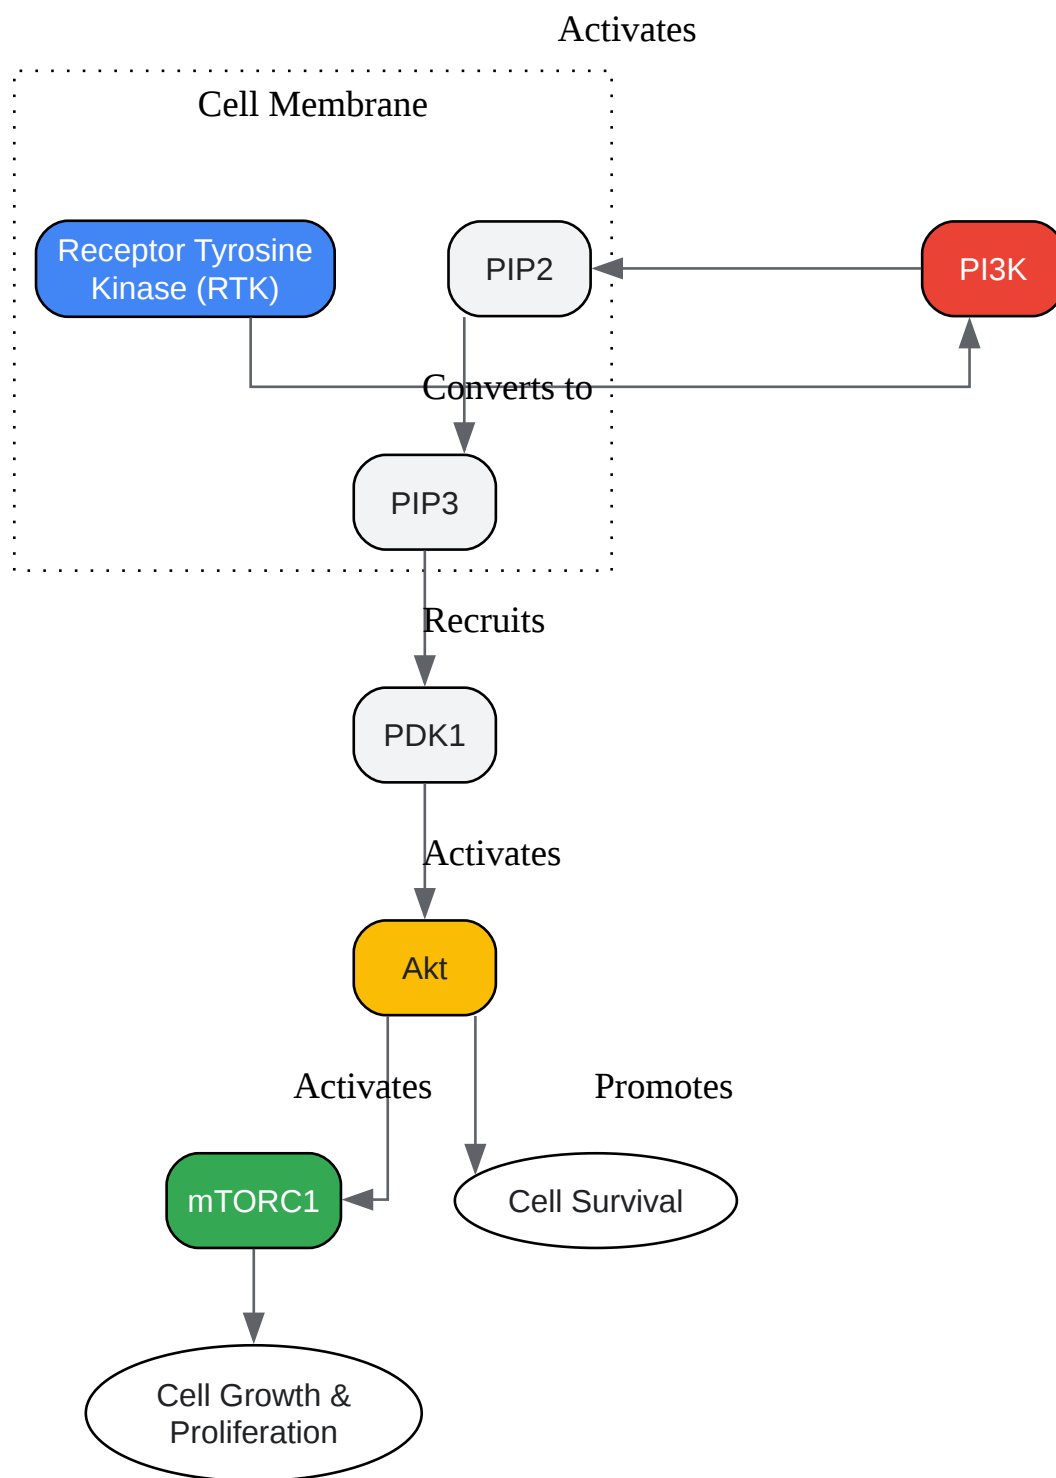 Activates
Cell Membrane
Receptor Tyrosine
Kinase (RTK)
PIP2
PI3K
Converts to
PIP3
Recruits
PDK1
Activates
Akt
Activates
Promotes
mTORC1
Cell Survival
Cell Growth &
Proliferation